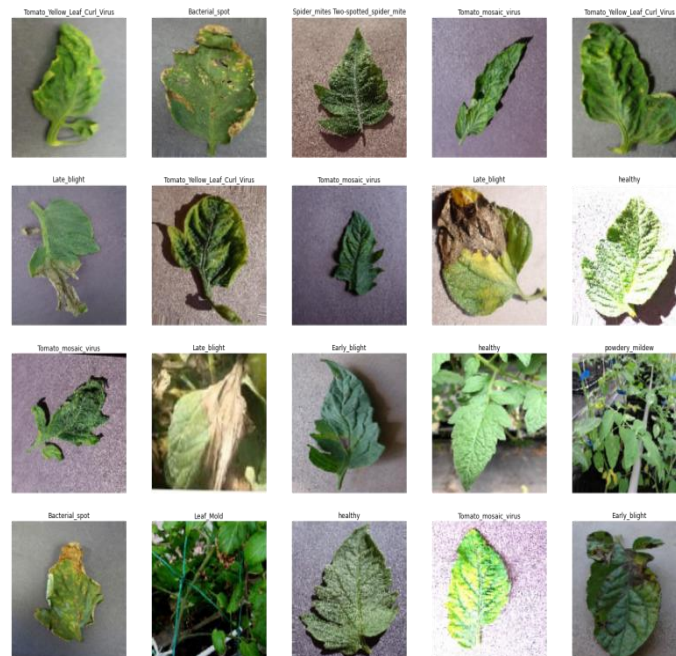 Tomato_Yellow_Leaf_Curl_Virus
Bacterial_spot
Spider_mites Two-spotted_spider_mite
Tomato_mosaic_virus
Tomato_Yellow_Leaf_Curl_Virus
Late_blight
Tomato_Yellow_Leaf_Curl_Virus
Tomato_mosaic_virus
Late_blight
healthy
Tomato_mosaic_virus
Late_blight
Early_blight
healthy
powdery_mildew
Bacterial_spot
Leaf_Mold
healthy
Tomato_mosaic_virus
Early_blight